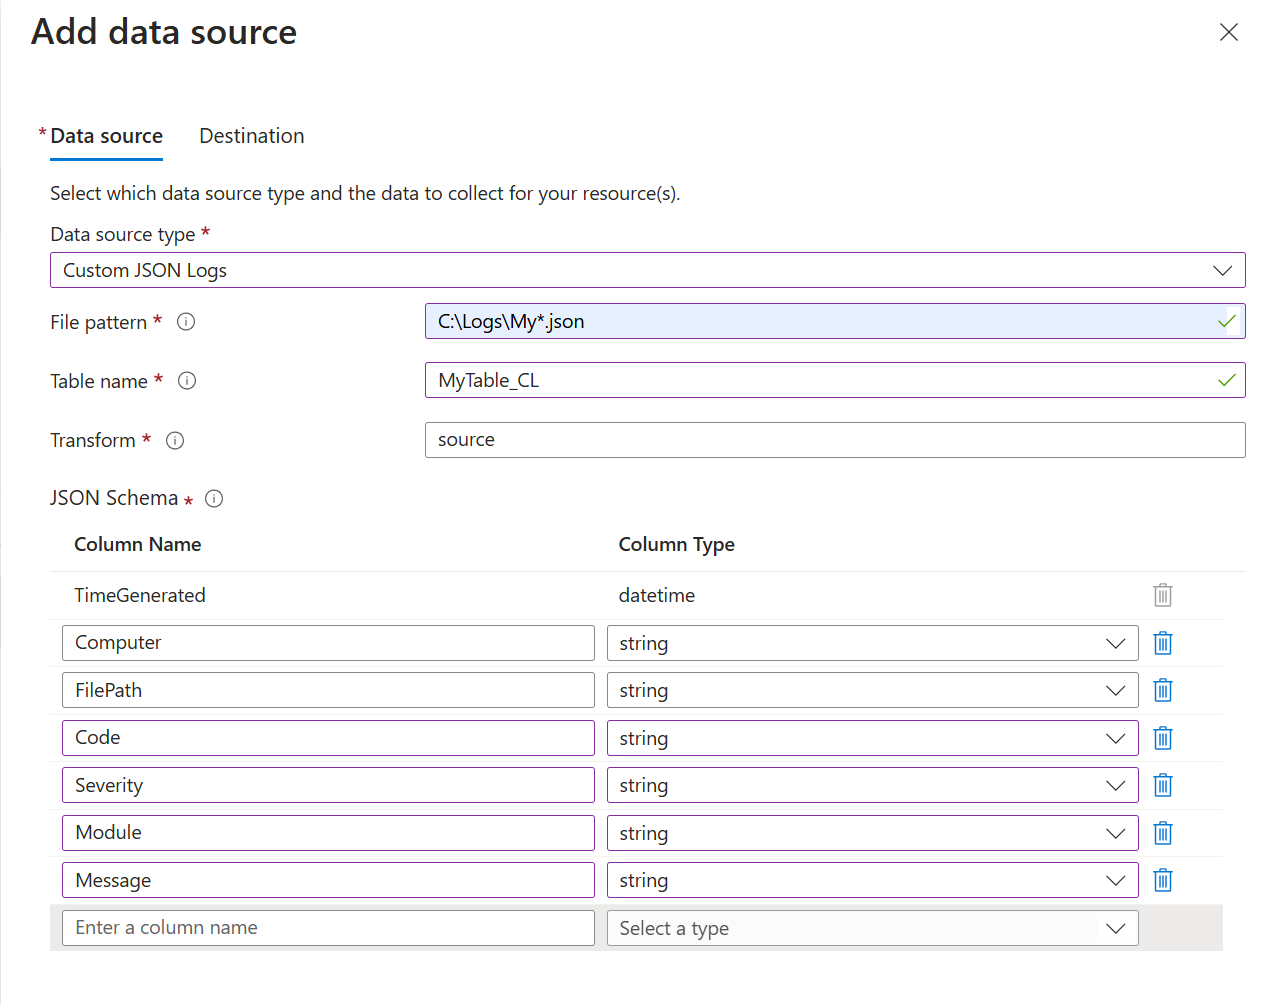 Add data source
* Data source Destination
Select which data source type and the data to collect for your resource(s).
Data source type *
Custom JSON Logs
File pattern * C:\Logs\My*.json
Table name * MyTable_CL
Transform * source
JSON Schema *
Column Name Column Type
TimeGenerated datetime
Computer string
FilePath string
Code string
Severity string
Module string
Message string
Enter a column name Select a type